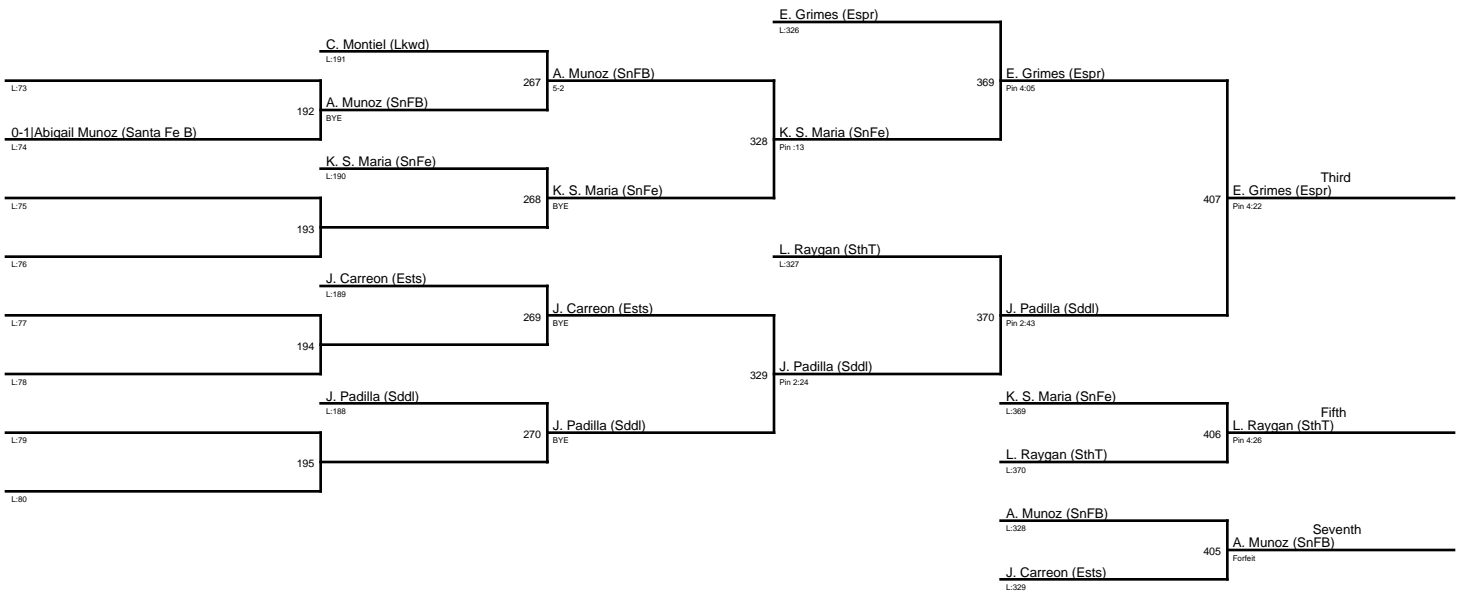 E. Grimes (Espr)
L:326
C. Montiel (Lkwd)
L:191
267
A. Munoz (SnFB)
5-2
369
E. Grimes (Espr)
Pin 4:05
L:73
192
A. Munoz (SnFB)
BYE
0-1|Abigail Munoz (Santa Fe B)
L:74
328
K. S. Maria (SnFe)
Pin :13
K. S. Maria (SnFe)
L:190
268
K. S. Maria (SnFe)
BYE
Third
407
E. Grimes (Espr)
Pin 4:22
L:75
193
L:76
L. Raygan (SthT)
L:327
J. Carreon (Ests)
L:189
269
J. Carreon (Ests)
BYE
370
J. Padilla (Sddl)
Pin 2:43
L:77
194
L:78
329
J. Padilla (Sddl)
Pin 2:24
J. Padilla (Sddl)
L:188
270
J. Padilla (Sddl)
BYE
K. S. Maria (SnFe)
L:369
Fifth
406
L. Raygan (SthT)
Pin 4:26
L:79
195
L. Raygan (SthT)
L:370
L:80
A. Munoz (SnFB)
L:328
Seventh
405
A. Munoz (SnFB)
Forfeit
J. Carreon (Ests)
L:329